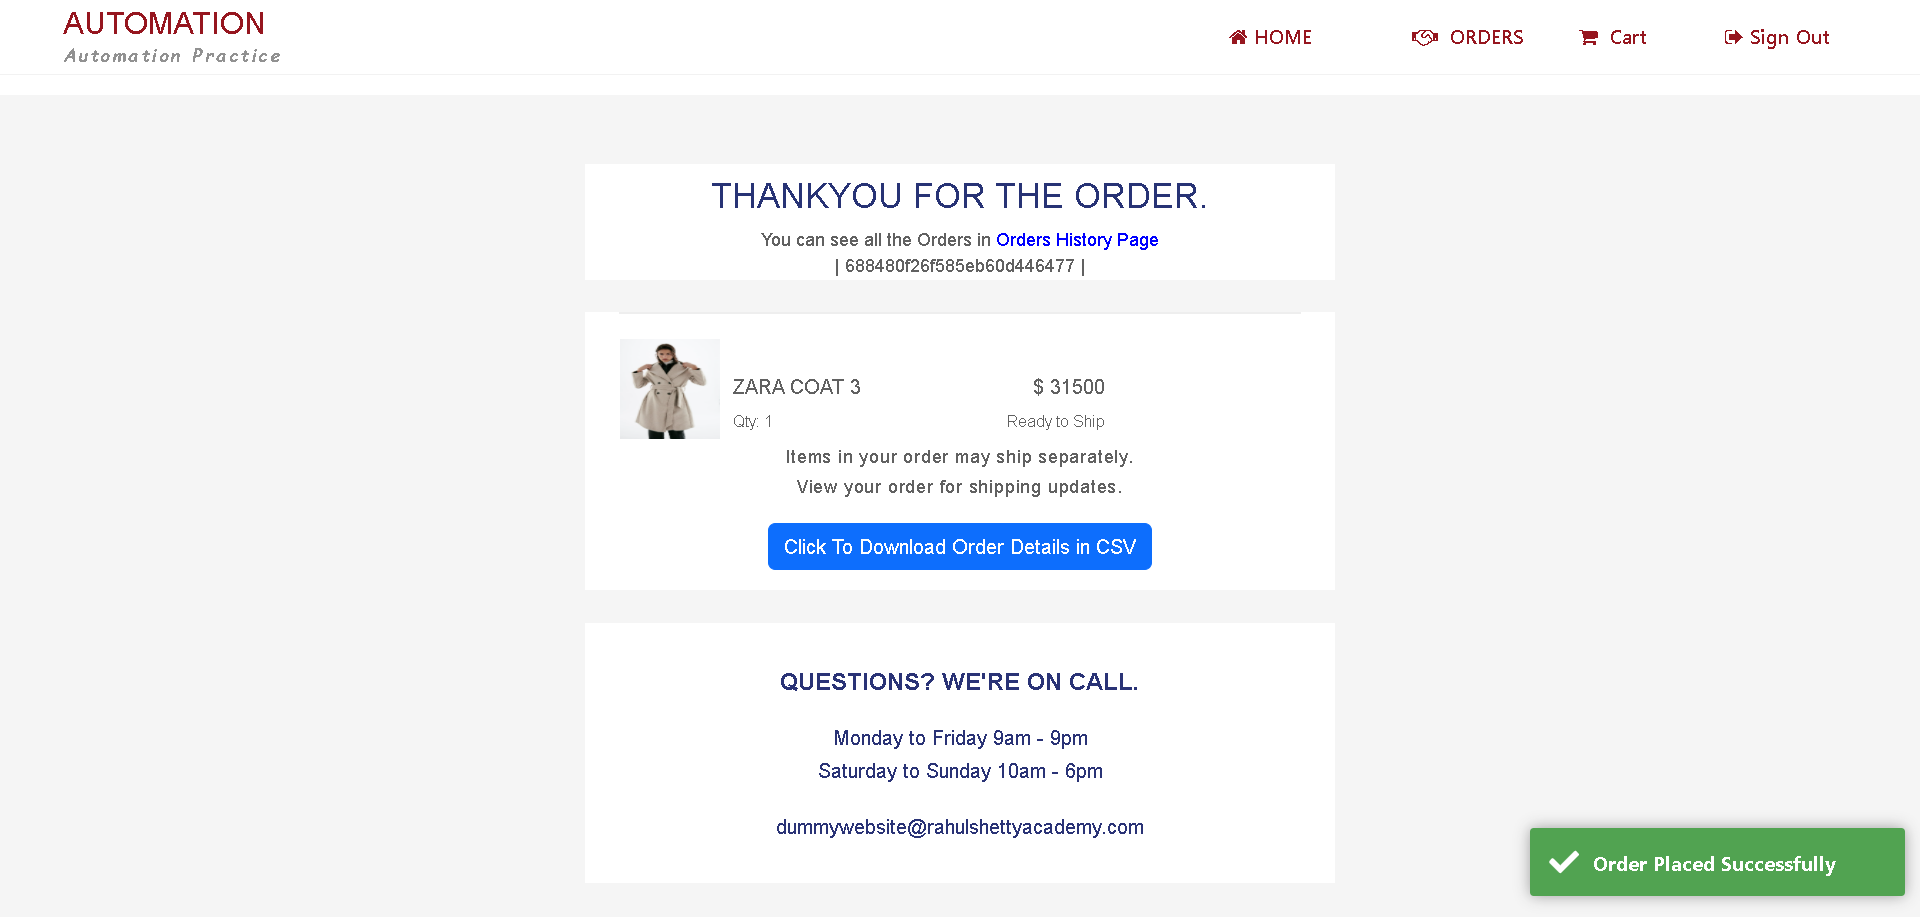 AUTOMATION
Automation Practice
HOME
ORDERS
Cart
Sign Out
THANKYOU FOR THE ORDER.
You can see all the Orders in Orders History Page
| 688480f26f585eb60d446477 |
ZARA COAT 3
$ 31500
Qty: 1
Ready to Ship
Items in your order may ship separately.
View your order for shipping updates.
Click To Download Order Details in CSV
QUESTIONS? WE'RE ON CALL.
Monday to Friday 9am - 9pm
Saturday to Sunday 10am - 6pm
dummywebsite@rahulshettyacademy.com
Order Placed Successfully